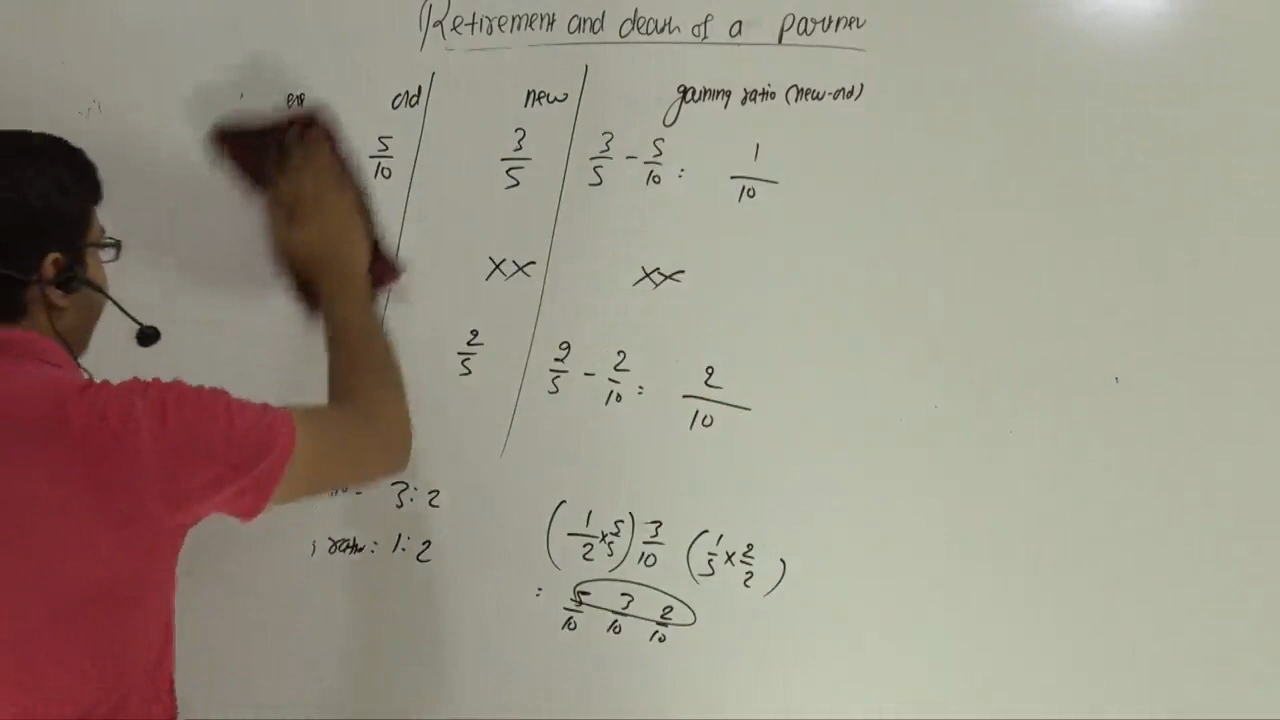 Retirement and death of a partner
old new gaining ratio (new-old)
5/10 3/5 3/5 - 5/10 : 1/10
XX XX
2/5 2/5 - 2/10 = 2/10
3:2
ratio: 1:2
(1/2 × 5/5) 3/10 (1/5 × 2/2)
: 5/10 3/10 2/10